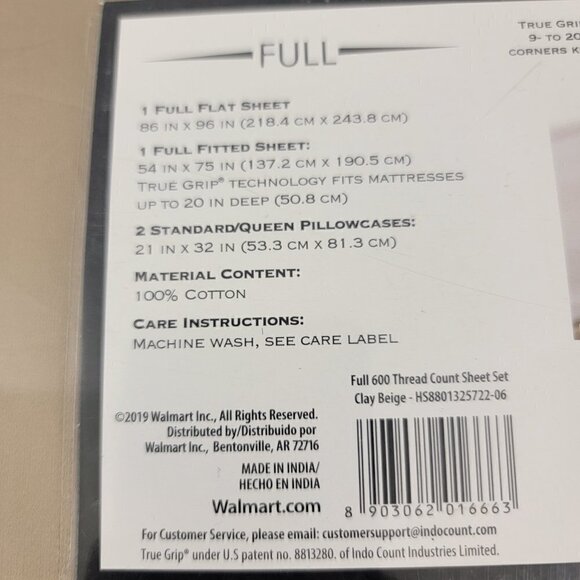 FULL
TRUE GRIP
9- TO 20
CORNERS K
1 FULL FLAT SHEET
86 IN X 96 IN (218.4 CM X 243.8 CM)
1 FULL FITTED SHEET:
54 IN X 75 IN (137.2 CM X 190.5 CM)
TRUE GRIP® TECHNOLOGY FITS MATTRESSES
UP TO 20 IN DEEP (50.8 CM)
2 STANDARD/QUEEN PILLOWCASES:
21 IN X 32 IN (53.3 CM X 81.3 CM)
MATERIAL CONTENT:
100% COTTON
CARE INSTRUCTIONS:
MACHINE WASH, SEE CARE LABEL
Full 600 Thread Count Sheet Set
Clay Beige - HS8801325722-06
©2019 Walmart Inc., All Rights Reserved.
Distributed by/Distribuido por
Walmart Inc., Bentonville, AR 72716
MADE IN INDIA/
HECHO EN INDIA
Walmart.com
8 903062 016663
For Customer Service, please email: customersupport@indocount.com
True Grip® under U.S patent no. 8813280. of Indo Count Industries Limited.